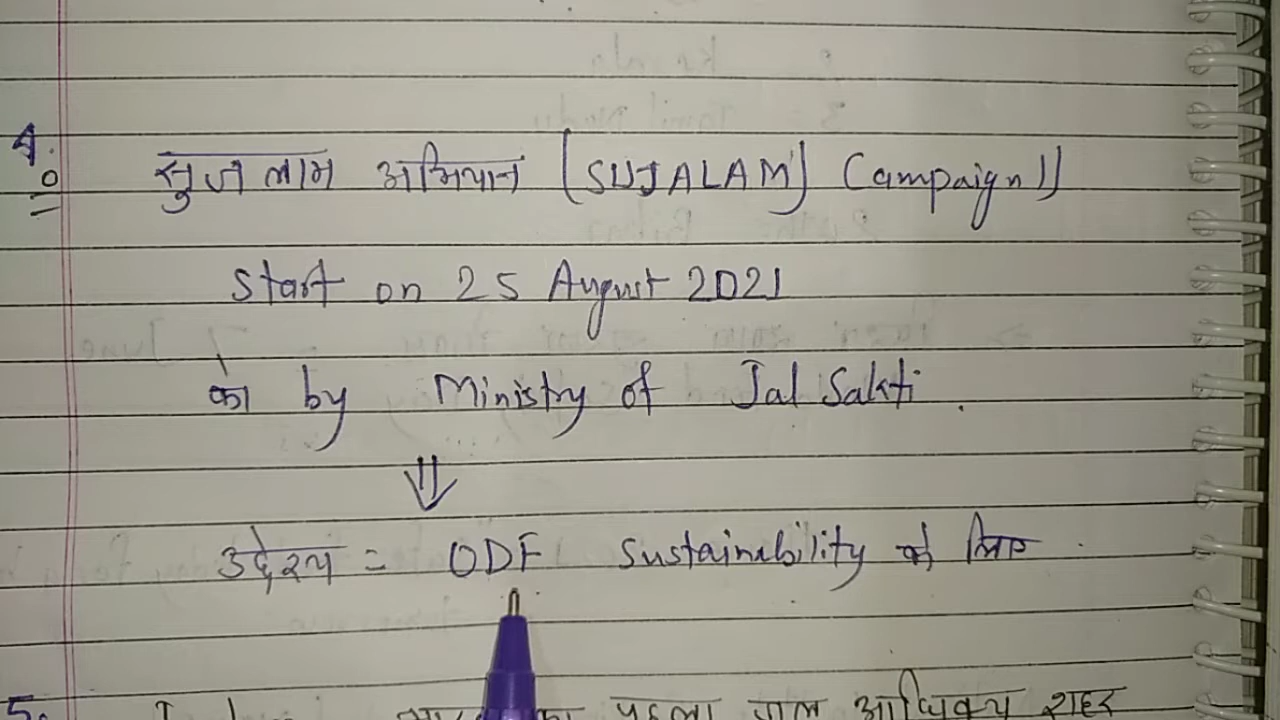 4.
सुजलाम अभियान (SUJALAM) Campaign))
Start on 25 August 2021
को by Ministry of Jal Sakti.
उद्देश्य = ODF Sustainability के लिए
5. पहला जल आधिक्य शहर